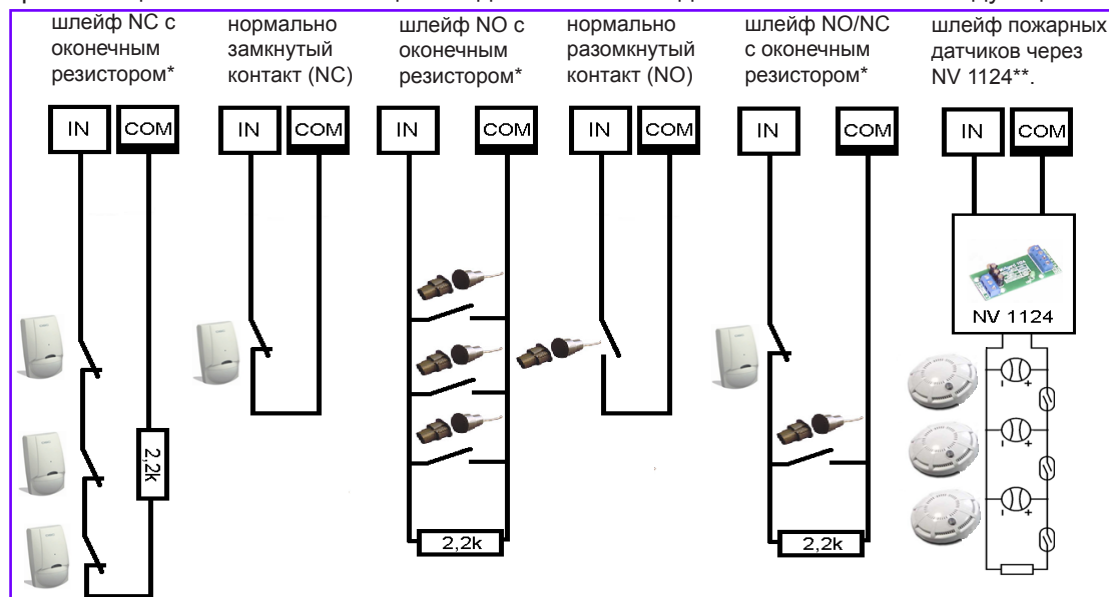 шлейф NC с
оконечным
резистором*
нормально
замкнутый
контакт (NC)
шлейф NO с
оконечным
резистором*
нормально
разомкнутый
контакт (NO)
шлейф NO/NC
с оконечным
резистором*
шлейф пожарных
датчиков через
NV 1124**.
IN COM
IN COM
IN COM
IN COM
IN COM
IN COM
NV 1124
- +
- +
- +
2,2k
2,2k
2,2k